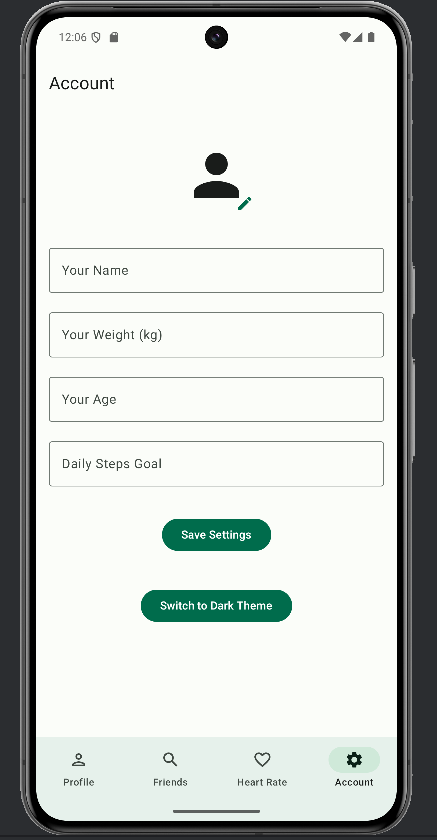 12:06
Account
Your Name
Your Weight (kg)
Your Age
Daily Steps Goal
Save Settings
Switch to Dark Theme
Profile
Friends
Heart Rate
Account